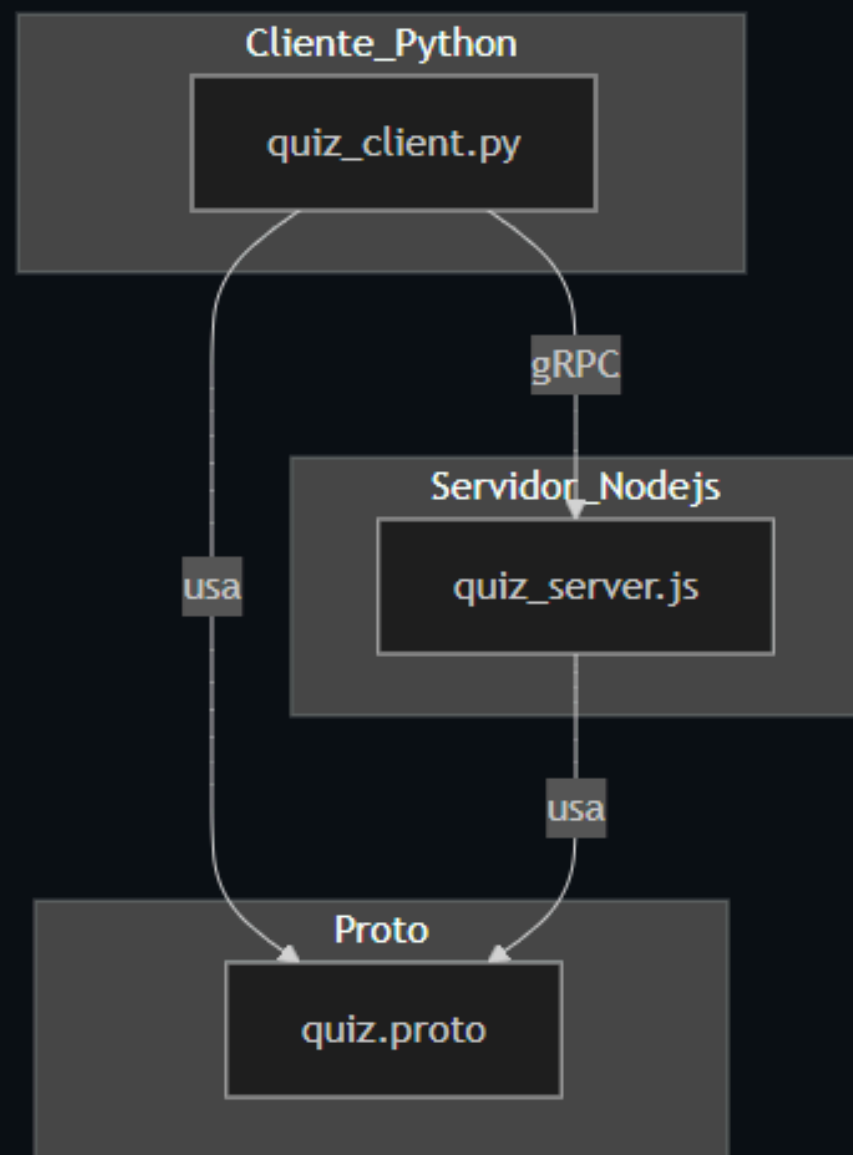 Cliente_Python
quiz_client.py
gRPC
Servidor_Nodejs
quiz_server.js
usa
usa
Proto
quiz.proto